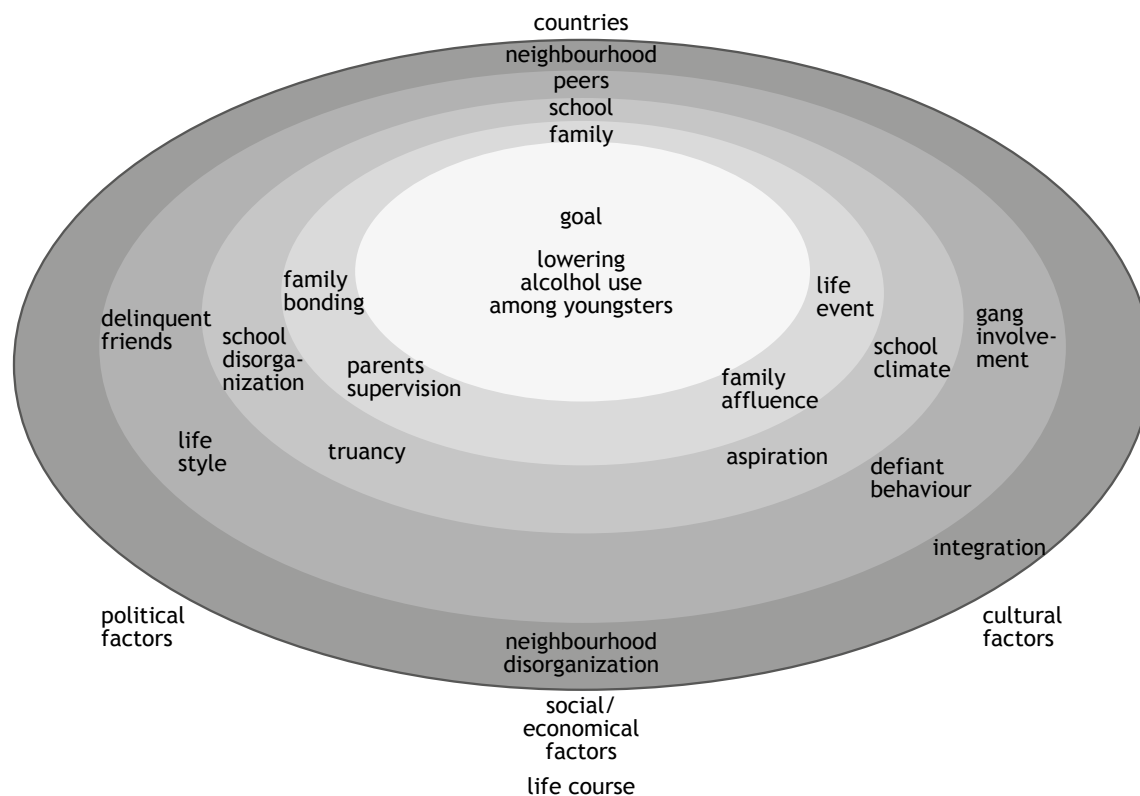 countries
neighbourhood
peers
school
family
goal
lowering
alcolhol use
among youngsters
family
bonding
life
event
delinquent
friends
gang
involve-
ment
school
disorga-
nization
school
climate
parents
supervision
family
affluence
life
style
truancy
aspiration
defiant
behaviour
integration
political
factors
cultural
factors
neighbourhood
disorganization
social/
economical
factors
life course